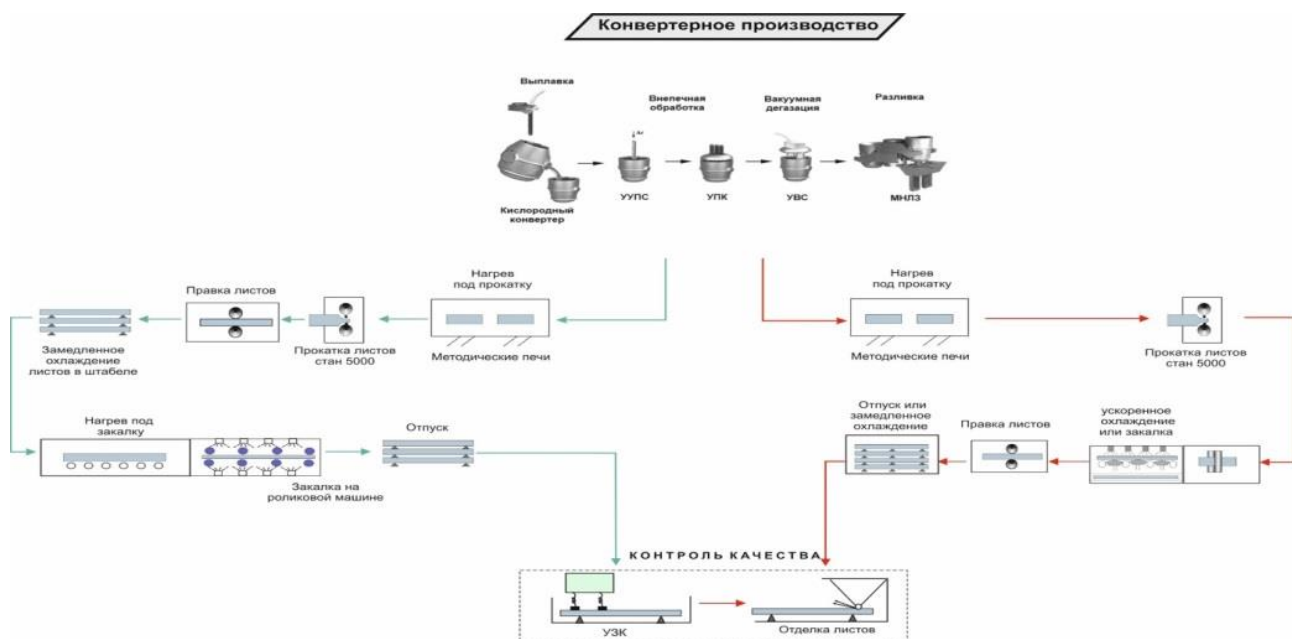 Конвертерное производство
Выплавка
Внепечная
обработка
Вакуумная
дегазация
Разливка
Ar
Кислородный
конвертер
УУПС
УПК
УВС
МНЛЗ
Замедленное
охлаждение
листов в штабеле
Правка листов
Прокатка листов
стан 5000
Нагрев
под прокатку
Методические печи
Нагрев
под прокатку
Методические печи
Прокатка листов
стан 5000
Нагрев под
закалку
Закалка на
роликовой машине
Отпуск
Отпуск или
замедленное
охлаждение
Правка листов
ускоренное
охлаждение
или закалка
КОНТРОЛЬ КАЧЕСТВА
УЗК
Отделка листов